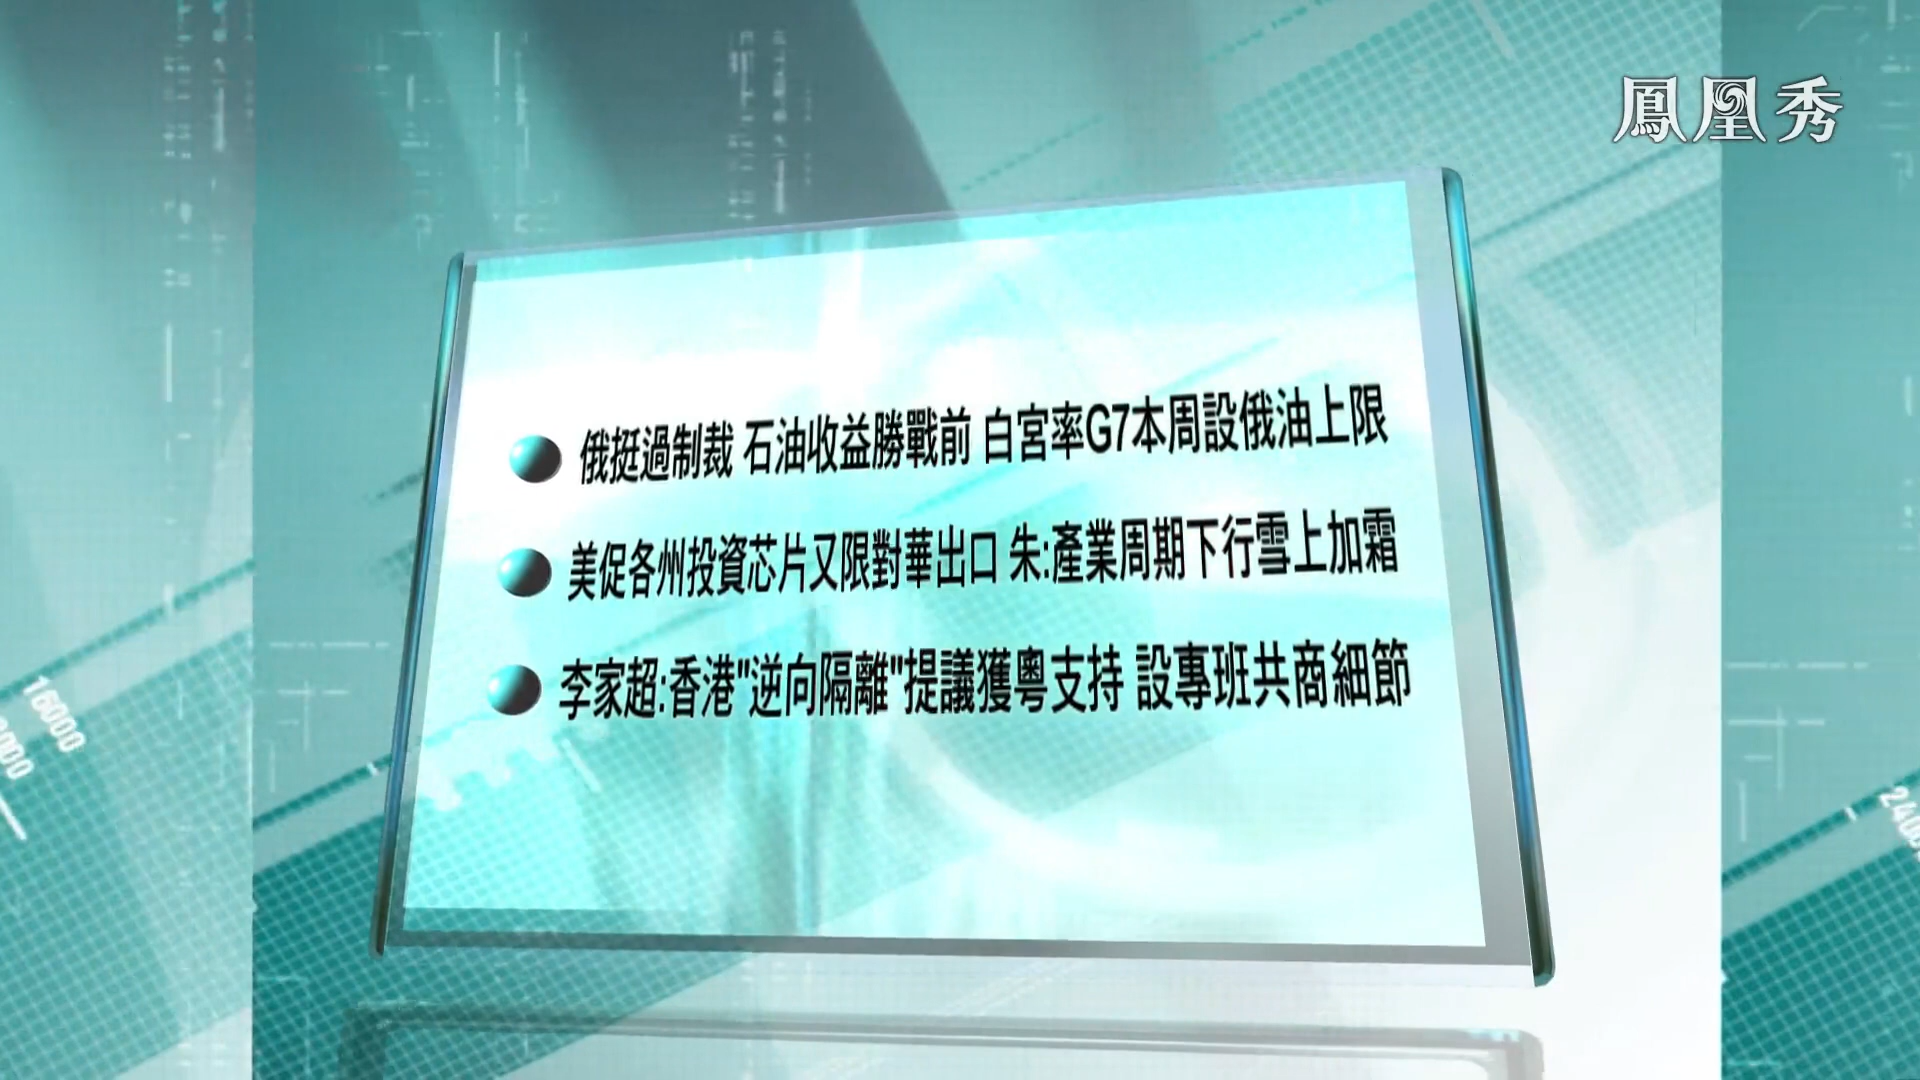 鳳凰秀
俄挺過制裁 石油收益勝戰前 白宮率G7本周設俄油上限
美促各州投資芯片又限對華出口 朱:產業周期下行雪上加霜
李家超:香港"逆向隔離"提議獲粵支持 設專班共商細節
16000